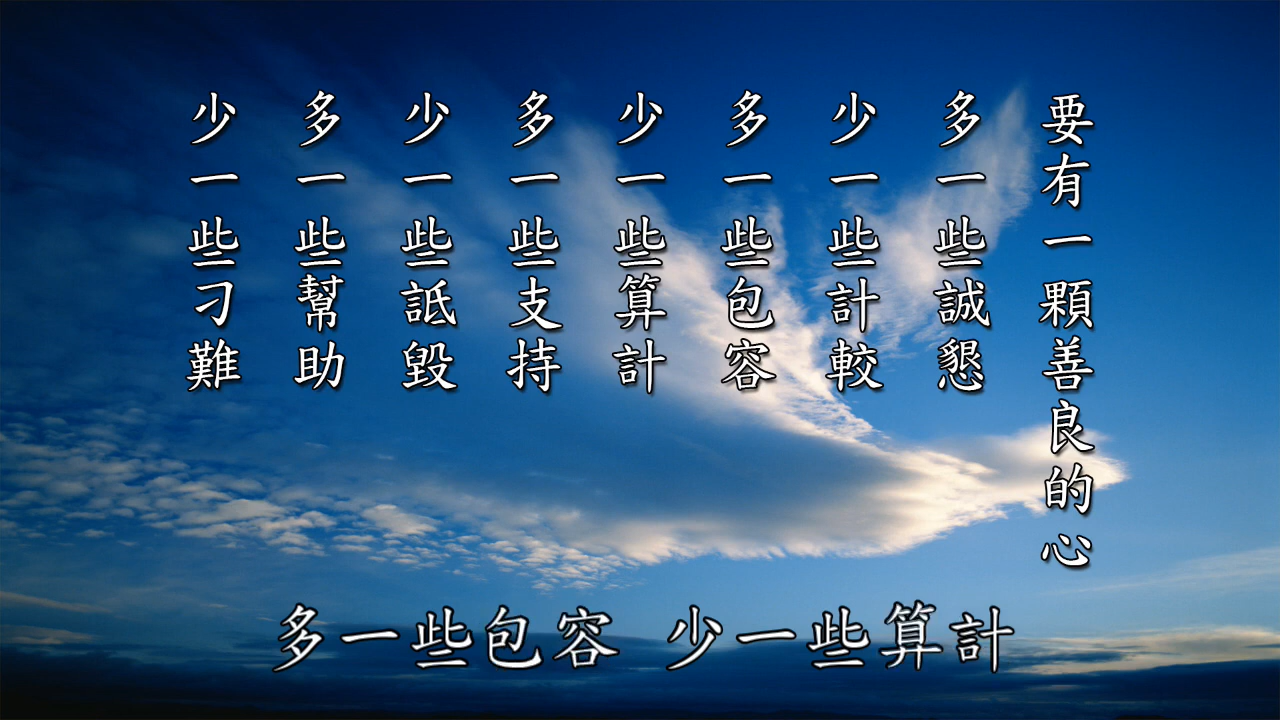 要有一顆善良的心
多一些誠懇
少一些計較
多一些包容
少一些算計
多一些支持
少一些詆毀
多一些幫助
少一些刁難
多一些包容 少一些算計